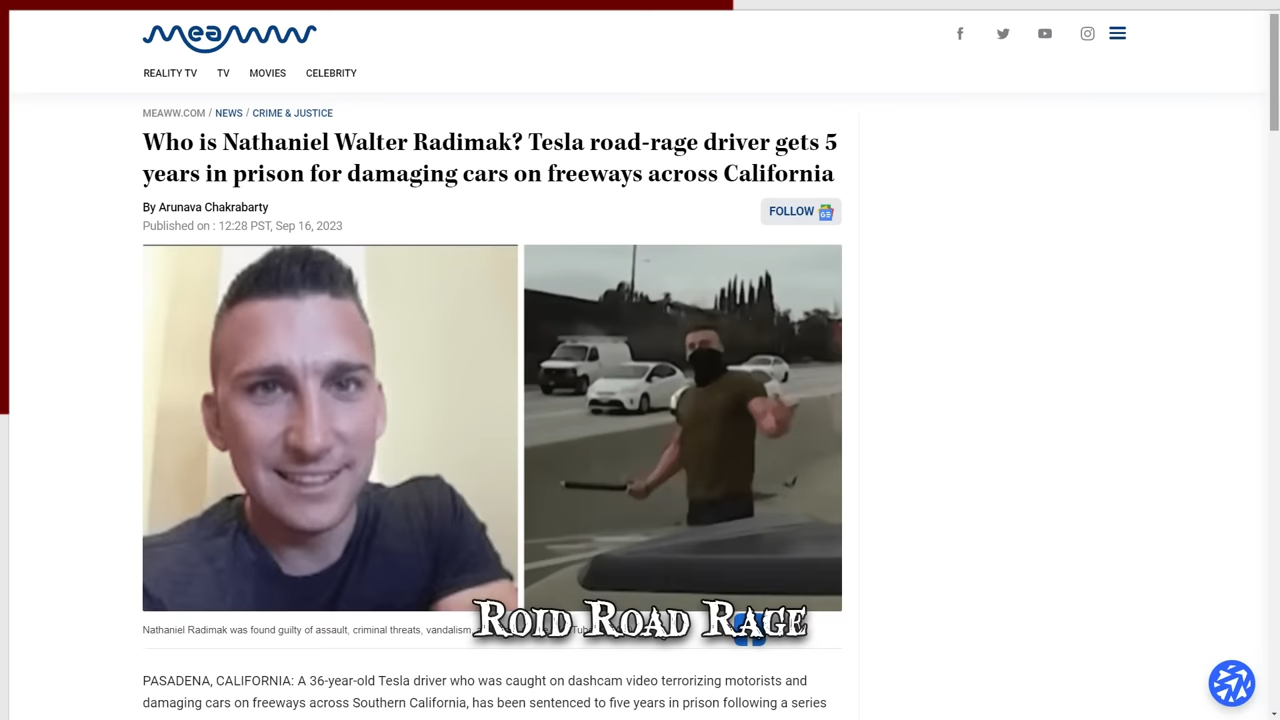 meaww
REALITY TV TV MOVIES CELEBRITY
MEAWW.COM / NEWS / CRIME & JUSTICE
Who is Nathaniel Walter Radimak? Tesla road-rage driver gets 5
years in prison for damaging cars on freeways across California
By Arunava Chakrabarty
Published on : 12:28 PST, Sep 16, 2023
FOLLOW
Nathaniel Radimak was found guilty of assault, criminal threats, vandalism
ROID ROAD RAGE
PASADENA, CALIFORNIA: A 36-year-old Tesla driver who was caught on dashcam video terrorizing motorists and
damaging cars on freeways across Southern California, has been sentenced to five years in prison following a series